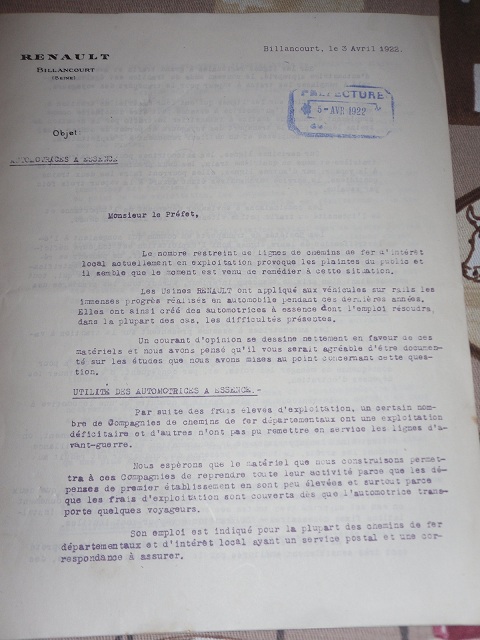 RENAULT
BILLANCOURT
(SEINE)
Billancourt, le 3 Avril 1922.
PREFECTURE
5 - AVR 1922
Objet:
AUTOMOTRICES A ESSENCE
Monsieur le Préfet,
Le nombre restreint de lignes de chemins de fer d'intérêt
local actuellement en exploitation provoque les plaintes du public et
il semble que le moment est venu de remédier à cette situation.
Les Usines RENAULT ont appliqué aux véhicules sur rails les
immenses progrès réalisés en automobile pendant ces dernières années.
Elles ont ainsi créé des automotrices à essence dont l'emploi résoudra
dans la plupart des cas, les difficultés présentes.
Un courant d'opinion se dessine nettement en faveur de ces
matériels et nous avons pensé qu'il vous serait agréable d'être documen-
té sur les études que nous avons mises au point concernant cette ques-
tion.
UTILITE DES AUTOMOTRICES A ESSENCE.-
Par suite des frais élevés d'exploitation, un certain nom-
bre de Compagnies de chemins de fer départementaux ont une exploitation
déficitaire et d'autres n'ont pas pu remettre en service les lignes d'a-
vant-guerre.
Nous espérons que le matériel que nous construisons permet-
tra à ces Compagnies de reprendre toute leur activité parce que les dé-
penses de premier établissement en sont peu élevées et surtout parce
que les frais d'exploitation sont couverts dès que l'automotrice trans-
porte quelques voyageurs.
Son emploi est indiqué pour la plupart des chemins de fer
départementaux et d'intérêt local ayant un service postal et une cor-
respondance à assurer.